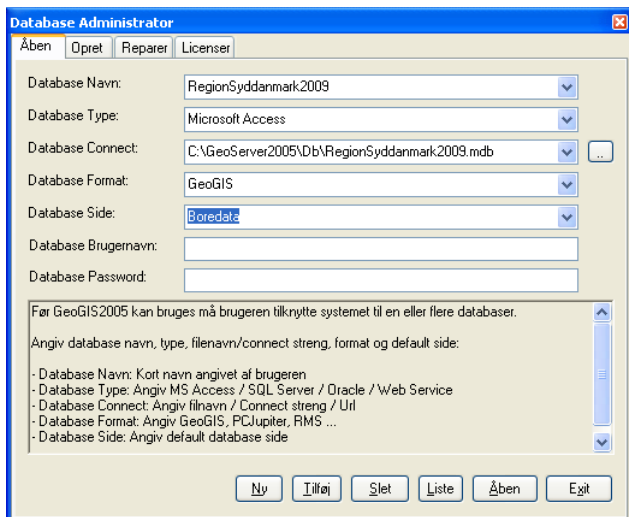 Database Administrator
Åben Opret Reparer Licenser
Database Navn: RegionSyddanmark2009
Database Type: Microsoft Access
Database Connect: C:\GeoServer2005\Db\RegionSyddanmark2009.mdb ..
Database Format: GeoGIS
Database Side: Boredata
Database Brugernavn:
Database Password:
Før GeoGIS2005 kan bruges må brugeren tilknytte systemet til en eller flere databaser.
Angiv database navn, type, filenavn/connect streng, format og default side:
- Database Navn: Kort navn angivet af brugeren
- Database Type: Angiv MS Access / SQL Server / Oracle / Web Service
- Database Connect: Angiv filnavn / Connect streng / Url
- Database Format: Angiv GeoGIS, PCJupiter, RMS ...
- Database Side: Angiv default database side
Ny Tilføj Slet Liste Åben Exit